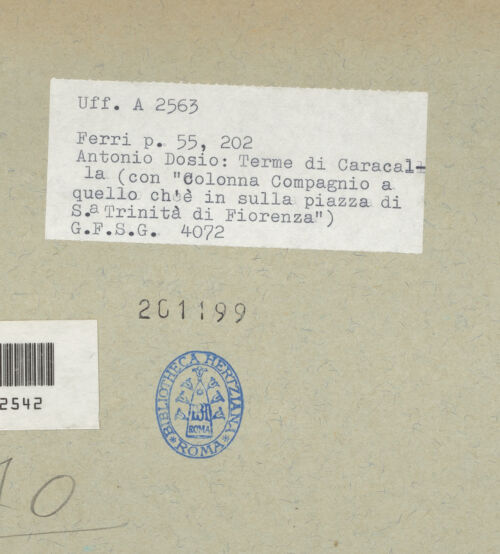 Uff. A 2563
Ferri p. 55, 202
Antonio Dosio: Terme di Caracal-
la (con "Colonna Compagnio a
quello ch'è in sulla piazza di
S.a Trinità di Fiorenza")
G.F.S.G. 4072
201199
2542
BIBLIOTHECA HERTZIANA
ROMA
* ROMA *
10